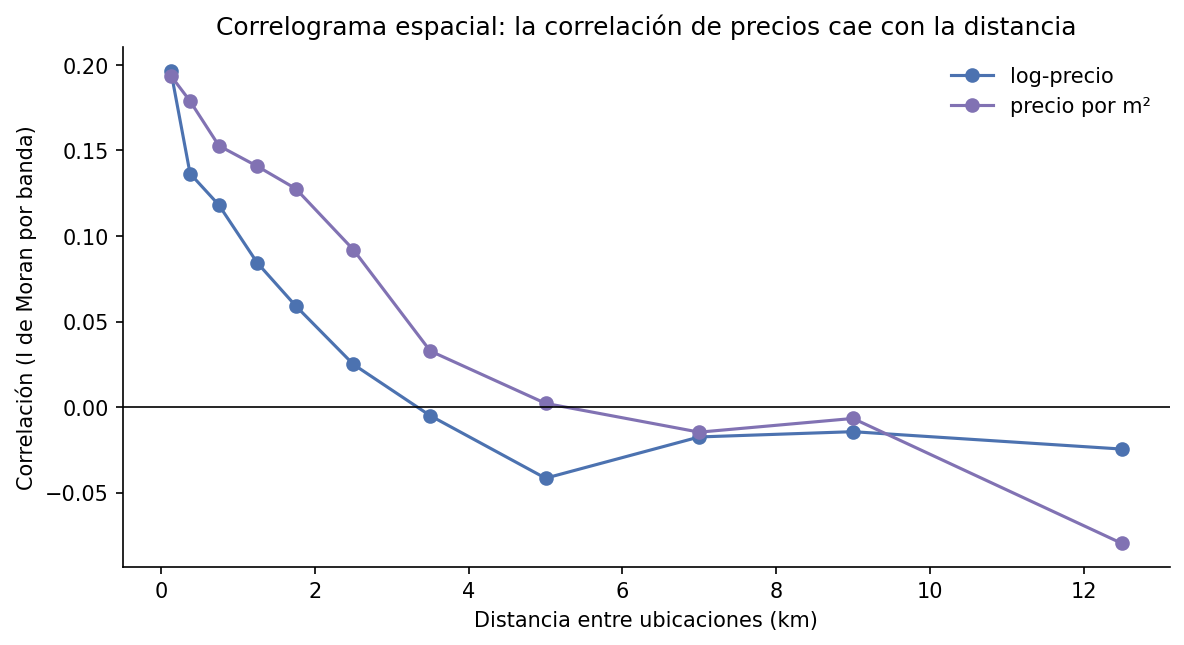 Correlograma espacial: la correlación de precios cae con la distancia
log-precio
precio por m²
Correlación (I de Moran por banda)
0.20
0.15
0.10
0.05
0.00
−0.05
0 2 4 6 8 10 12
Distancia entre ubicaciones (km)